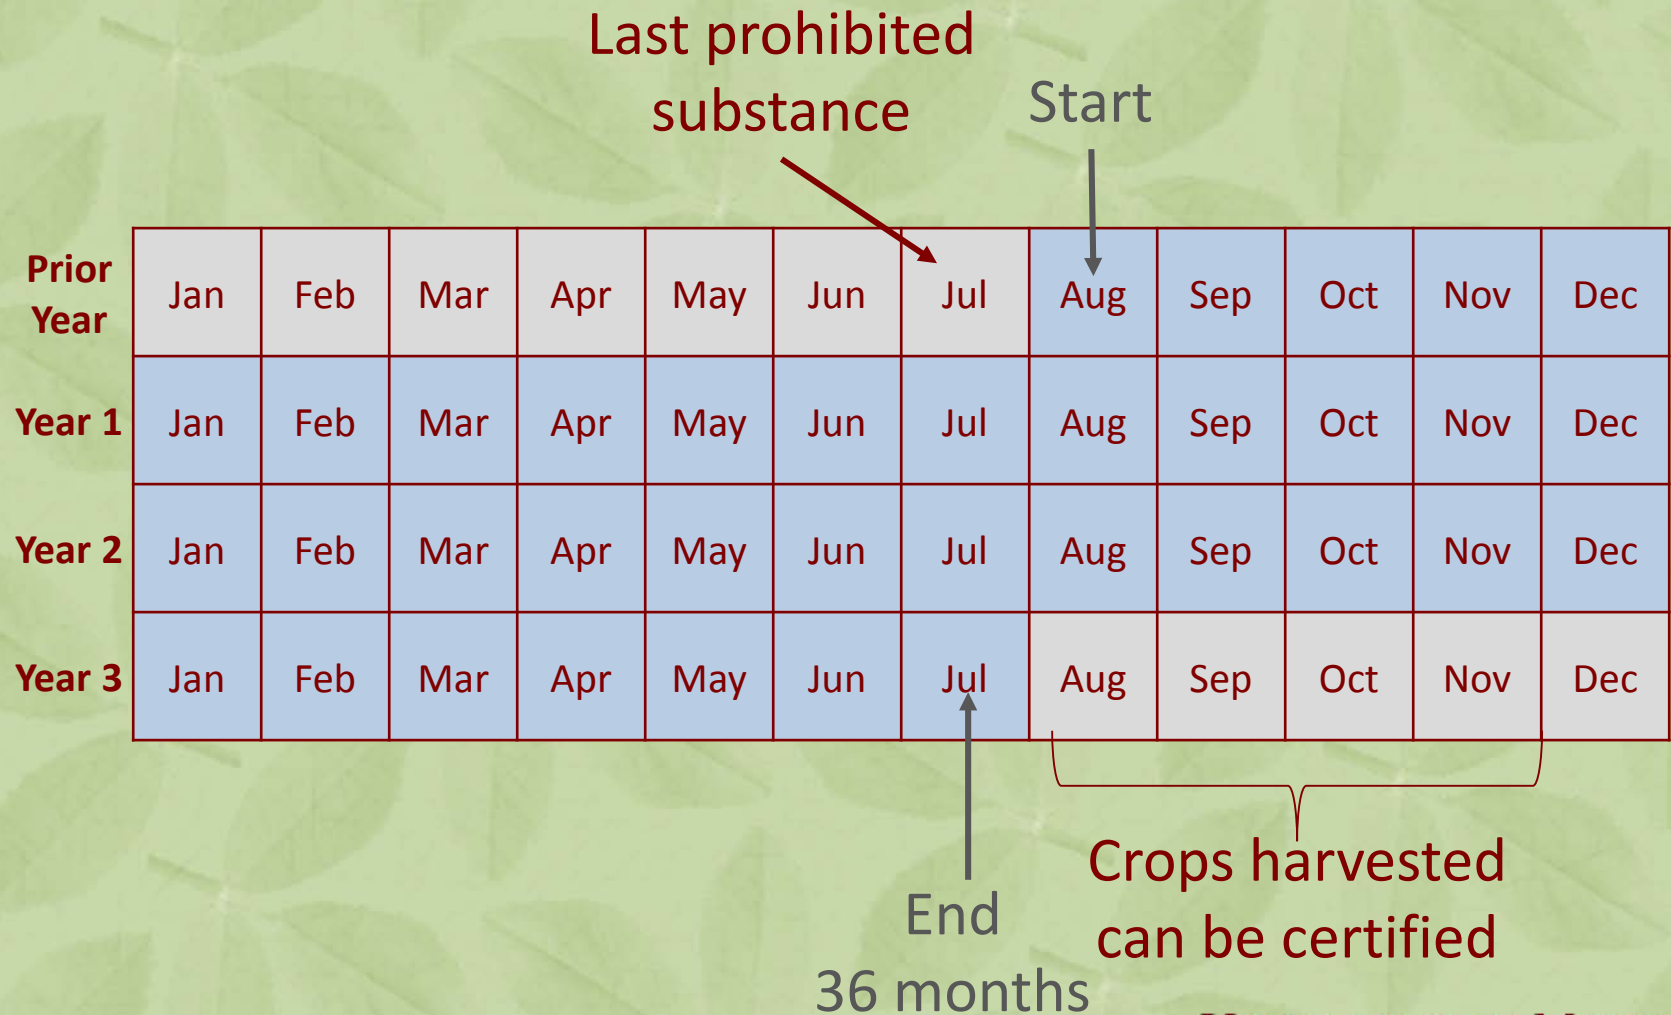 Last prohibited
substance
Start
Prior
Year
Jan Feb Mar Apr May Jun Jul Aug Sep Oct Nov Dec
Year 1 Jan Feb Mar Apr May Jun Jul Aug Sep Oct Nov Dec
Year 2 Jan Feb Mar Apr May Jun Jul Aug Sep Oct Nov Dec
Year 3 Jan Feb Mar Apr May Jun Jul Aug Sep Oct Nov Dec
End
36 months
Crops harvested
can be certified